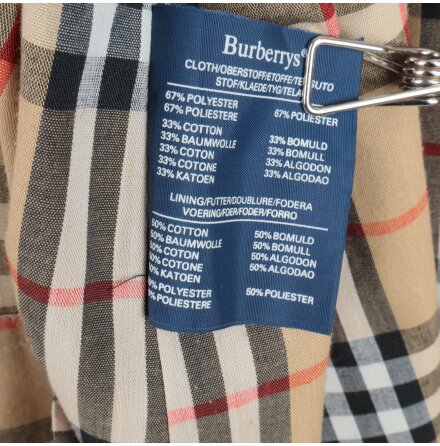 Burberrys®
CLOTH/OBERSTOFF/ETOFFE/TESSUTO
STOF/KLAEDE/TYG/TELA
67% POLYESTER
67% POLIESTERE 67% POLIESTER
33% COTTON 33% BOMULD
33% BAUMWOLLE 33% BOMULL
33% COTON 33% ALGODON
33% COTONE 33% ALGODAO
33% KATOEN
LINING/FUTTER/DOUBLURE/FODERA
VOERING/FOER/FODER/FORRO
50% COTTON 50% BOMULD
50% BAUMWOLLE 50% BOMULL
50% COTON 50% ALGODON
50% COTONE 50% ALGODAO
50% KATOEN
50% POLYESTER 50% POLIESTER
50% POLIESTERE